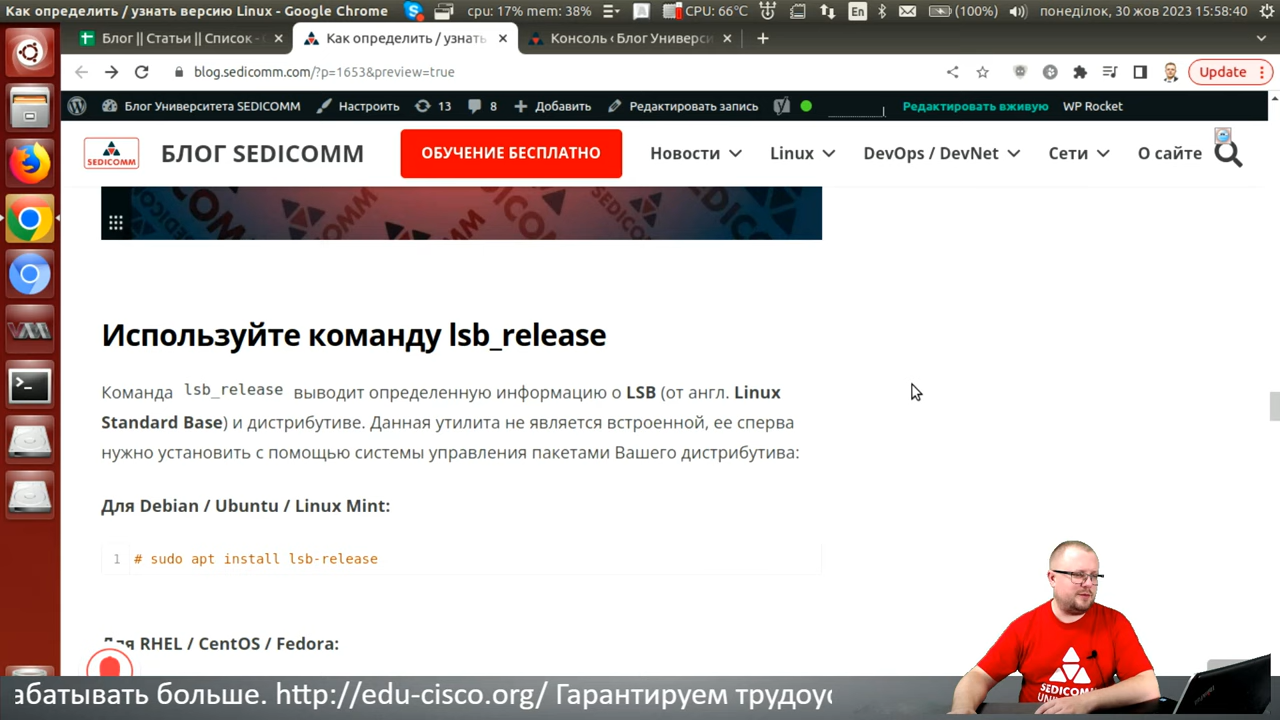 Как определить / узнать версию Linux - Google Chrome
cpu: 17% mem: 38%
CPU: 66°C
En
(100%)
понеділок, 30 жов 2023 15:58:40
Блог || Статьи || Список -
Как определить / узнать
Консоль ‹ Блог Универси
blog.sedicomm.com/?p=1653&preview=true
Update
Блог Университета SEDICOMM
Настроить
13
8
Добавить
Редактировать запись
Редактировать вживую
WP Rocket
SEDICOMM
БЛОГ SEDICOMM
ОБУЧЕНИЕ БЕСПЛАТНО
Новости
Linux
DevOps / DevNet
Сети
О сайте
Используйте команду lsb_release
Команда lsb_release выводит определенную информацию о LSB (от англ. Linux
Standard Base) и дистрибутиве. Данная утилита не является встроенной, ее сперва
нужно установить с помощью системы управления пакетами Вашего дистрибутива:
Для Debian / Ubuntu / Linux Mint:
1 # sudo apt install lsb-release
Для RHEL / CentOS / Fedora:
SEDICOMM
абатывать больше. http://edu-cisco.org/ Гарантируем трудоус